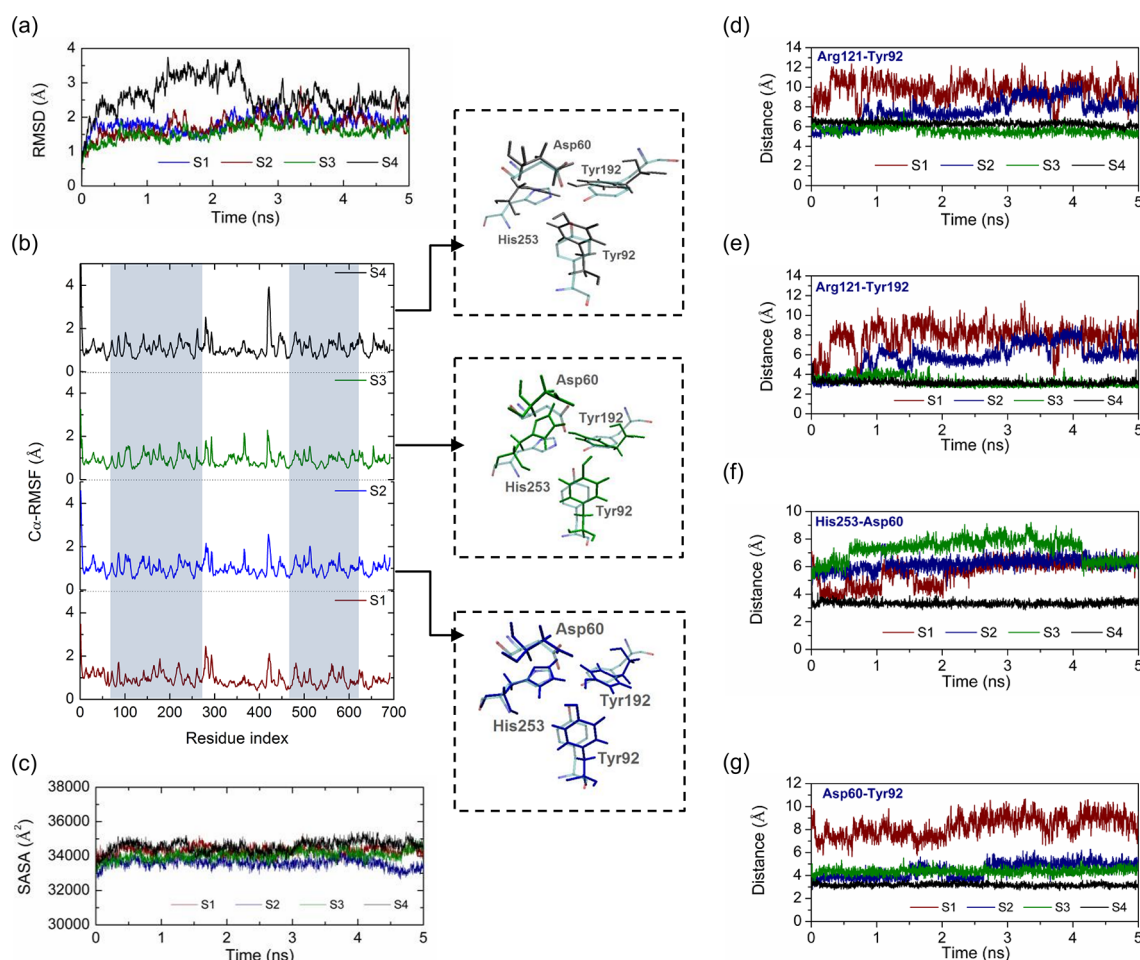 (a)
4
3
2
1
0
RMSD (Å)
S1 S2 S3 S4
0 1 2 3 4 5
Time (ns)
(b)
S4
4
2
0
S3
4
2
0
S2
4
2
0
S1
4
2
0
Cα-RMSF (Å)
0 100 200 300 400 500 600 700
Residue index
(c)
36000
35000
34000
33000
32000
30000
SASA (Å²)
S1 S2 S3 S4
0 1 2 3 4 5
Time (ns)
Asp60
Tyr192
His253
Tyr92
Asp60
Tyr192
His253
Tyr92
Asp60
Tyr192
His253
Tyr92
(d)
Arg121-Tyr92
14
12
10
8
6
4
2
0
Distance (Å)
S1 S2 S3 S4
0 1 2 3 4 5
Time (ns)
(e)
Arg121-Tyr192
14
12
10
8
6
4
2
0
Distance (Å)
S1 S2 S3 S4
0 1 2 3 4 5
Time (ns)
(f)
His253-Asp60
10
8
6
4
2
0
Distance (Å)
S1 S2 S3 S4
0 1 2 3 4 5
Time (ns)
(g)
Asp60-Tyr92
12
10
8
6
4
2
0
Distance (Å)
S1 S2 S3 S4
0 1 2 3 4 5
Time (ns)